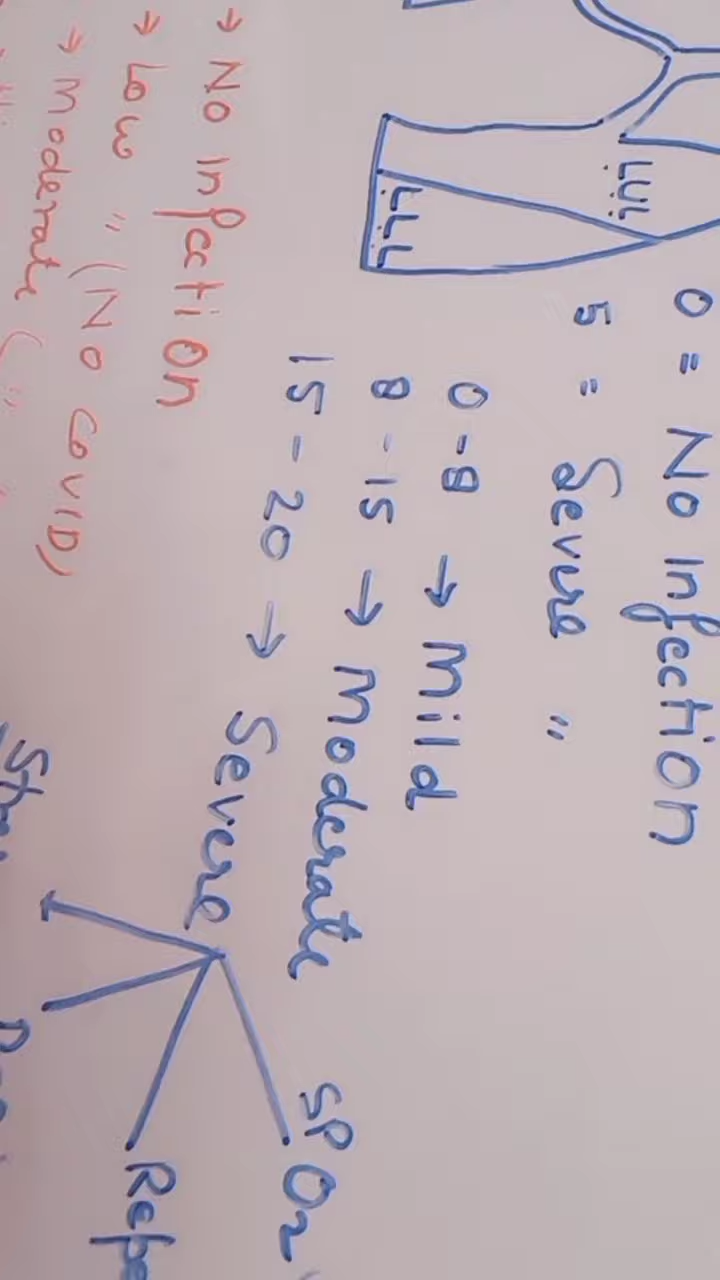 LUL
LLL
0 = No Infection
5 = Severe "
0-8 → Mild
8-15 → Moderate
15-20 → Severe
SPO2
→ No Infection
→ Low " (No COVID)
→ Moderate ( "